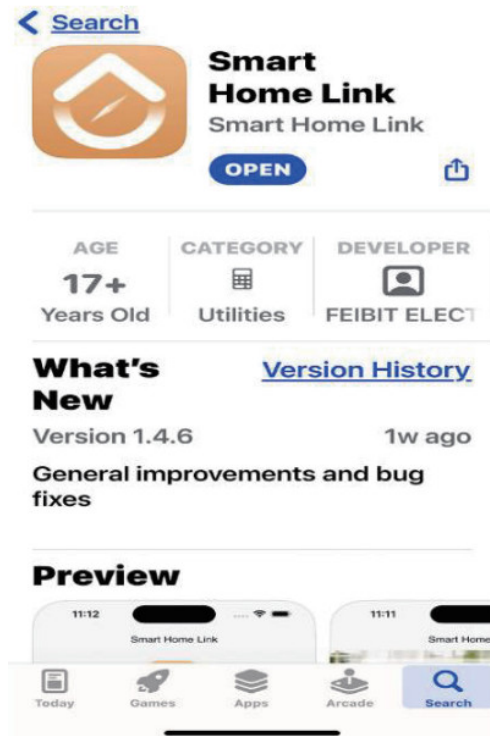 Search
Smart
Home Link
Smart Home Link
OPEN
AGE CATEGORY DEVELOPER
17+
Years Old Utilities FEIBIT ELECT
What's Version History
New
Version 1.4.6 1w ago
General improvements and bug
fixes
Preview
11:12 11:11
Smart Home Link Smart Home
Today Games Apps Arcade Search